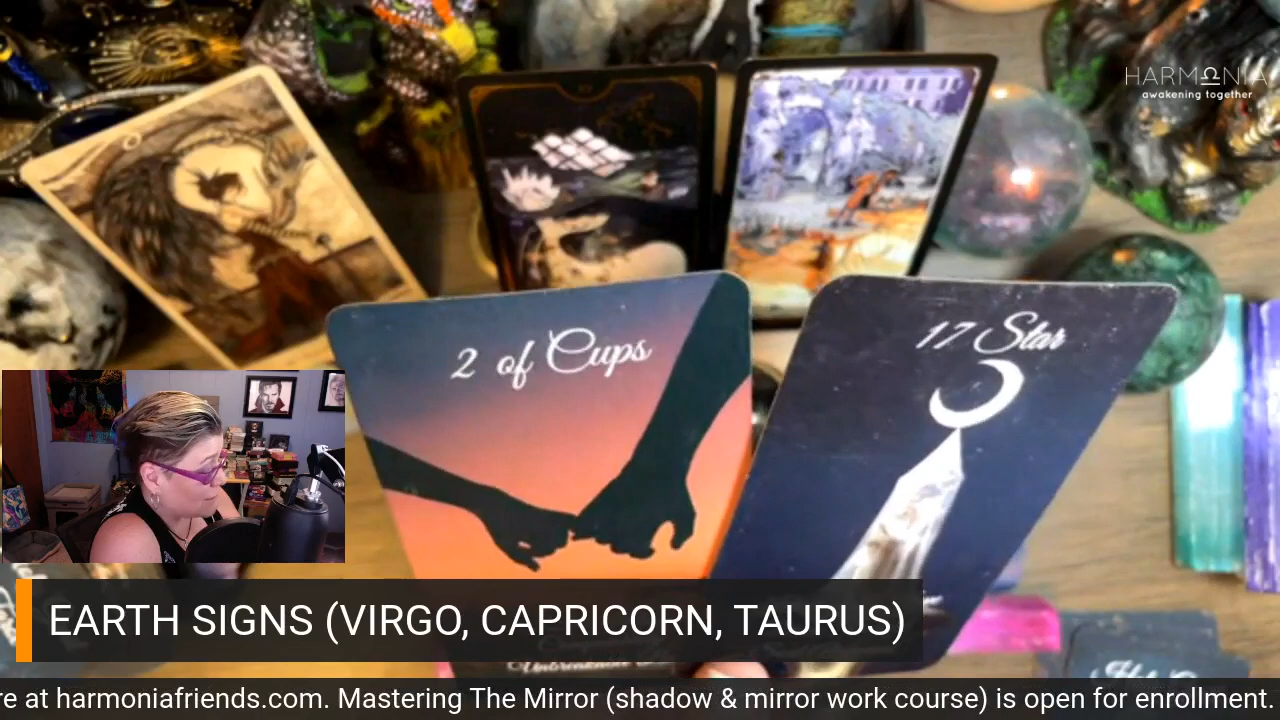 HARMONIA
awakening together
2 of Cups
17 Star
EARTH SIGNS (VIRGO, CAPRICORN, TAURUS)
re at harmoniafriends.com. Mastering The Mirror (shadow & mirror work course) is open for enrollment.